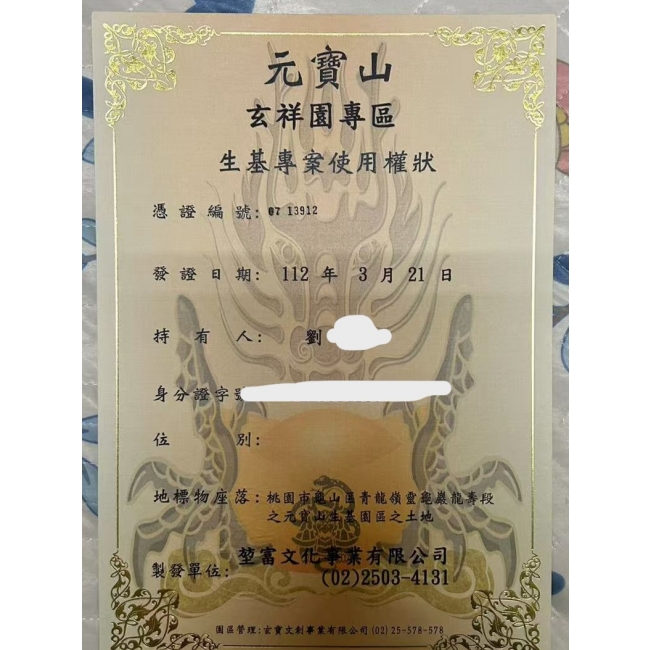 元寶山
玄祥園專區
生基專案使用權狀
憑證編號: 07 13912
發證日期: 112 年 3 月 21 日
持有人: 劉
身分證字號
位別:
地標物座落:桃園市龜山區青龍嶺靈龜巖龍壽段
之元寶山生基園區之土地
製發單位: 堃富文化事業有限公司
(02)2503-4131
園區管理:玄寶文創事業有限公司(02)25-578-578